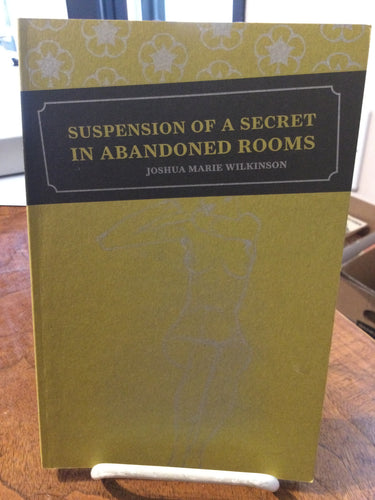 SUSPENSION OF A SECRET
IN ABANDONED ROOMS
JOSHUA MARIE WILKINSON